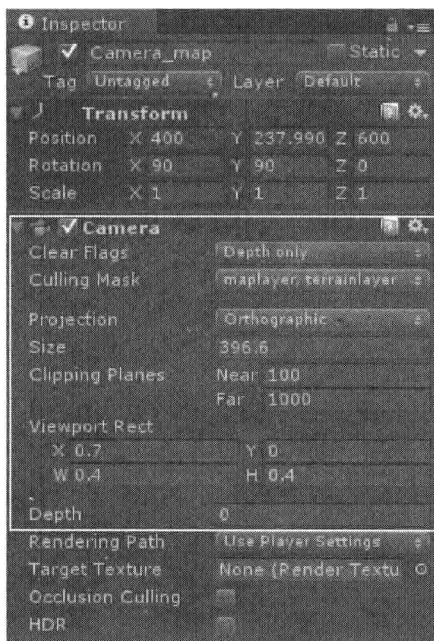 Inspector
Camera_map Static
Tag Untagged Layer Default
Transform
Position X 400 Y 237.990 Z 600
Rotation X 90 Y 90 Z 0
Scale X 1 Y 1 Z 1
Camera
Clear Flags Depth only
Culling Mask maplayer, terrainlayer
Projection Orthographic
Size 396.6
Clipping Planes Near 100
Far 1000
Viewport Rect
X 0.7 Y 0
W 0.4 H 0.4
Depth 0
Rendering Path Use Player Settings
Target Texture None (Render Textu
Occlusion Culling
HDR